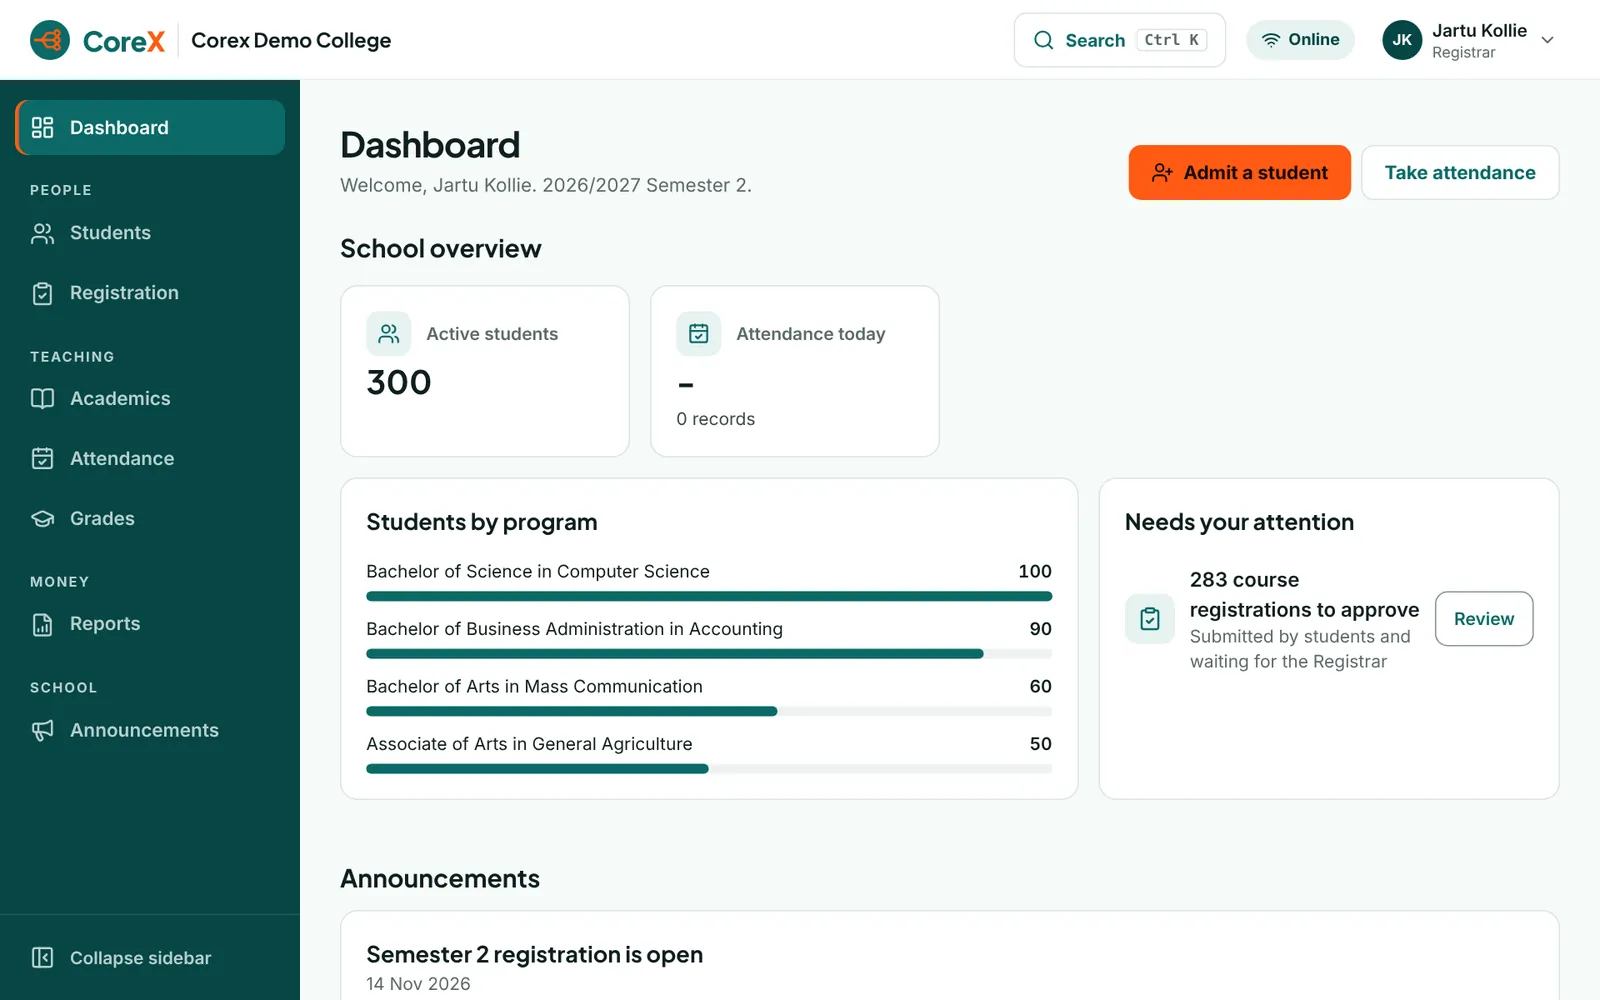 CoreX
Corex Demo College
Search Ctrl K
Online
JK
Jartu Kollie
Registrar
Dashboard
PEOPLE
Students
Registration
TEACHING
Academics
Attendance
Grades
MONEY
Reports
SCHOOL
Announcements
Collapse sidebar
Dashboard
Welcome, Jartu Kollie. 2026/2027 Semester 2.
Admit a student
Take attendance
School overview
Active students
300
Attendance today
–
0 records
Students by program
Bachelor of Science in Computer Science 100
Bachelor of Business Administration in Accounting 90
Bachelor of Arts in Mass Communication 60
Associate of Arts in General Agriculture 50
Needs your attention
283 course
registrations to approve
Submitted by students and
waiting for the Registrar
Review
Announcements
Semester 2 registration is open
14 Nov 2026